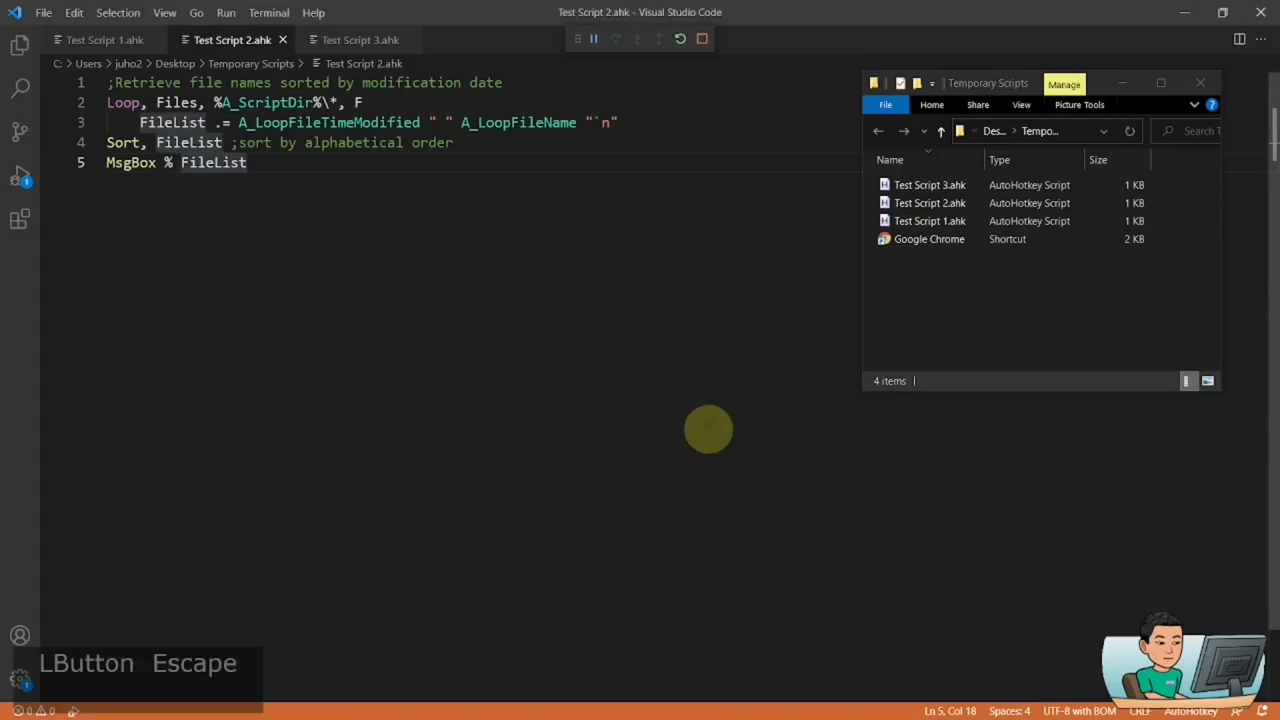 File Edit Selection View Go Run Terminal Help
Test Script 2.ahk - Visual Studio Code
Test Script 1.ahk
Test Script 2.ahk
Test Script 3.ahk
C: > Users > juho2 > Desktop > Temporary Scripts > Test Script 2.ahk
1 ;Retrieve file names sorted by modification date
2 Loop, Files, %A_ScriptDir%\*, F
3 FileList .= A_LoopFileTimeModified " " A_LoopFileName "`n"
4 Sort, FileList ;sort by alphabetical order
5 MsgBox % FileList
Temporary Scripts
Manage
File Home Share View Picture Tools
« Des... > Tempo...
Search T
Name Type Size
Test Script 3.ahk AutoHotkey Script 1 KB
Test Script 2.ahk AutoHotkey Script 1 KB
Test Script 1.ahk AutoHotkey Script 1 KB
Google Chrome Shortcut 2 KB
4 items
1
LButton Escape
1
0 0
Ln 5, Col 18 Spaces: 4 UTF-8 with BOM CRLF AutoHotkey